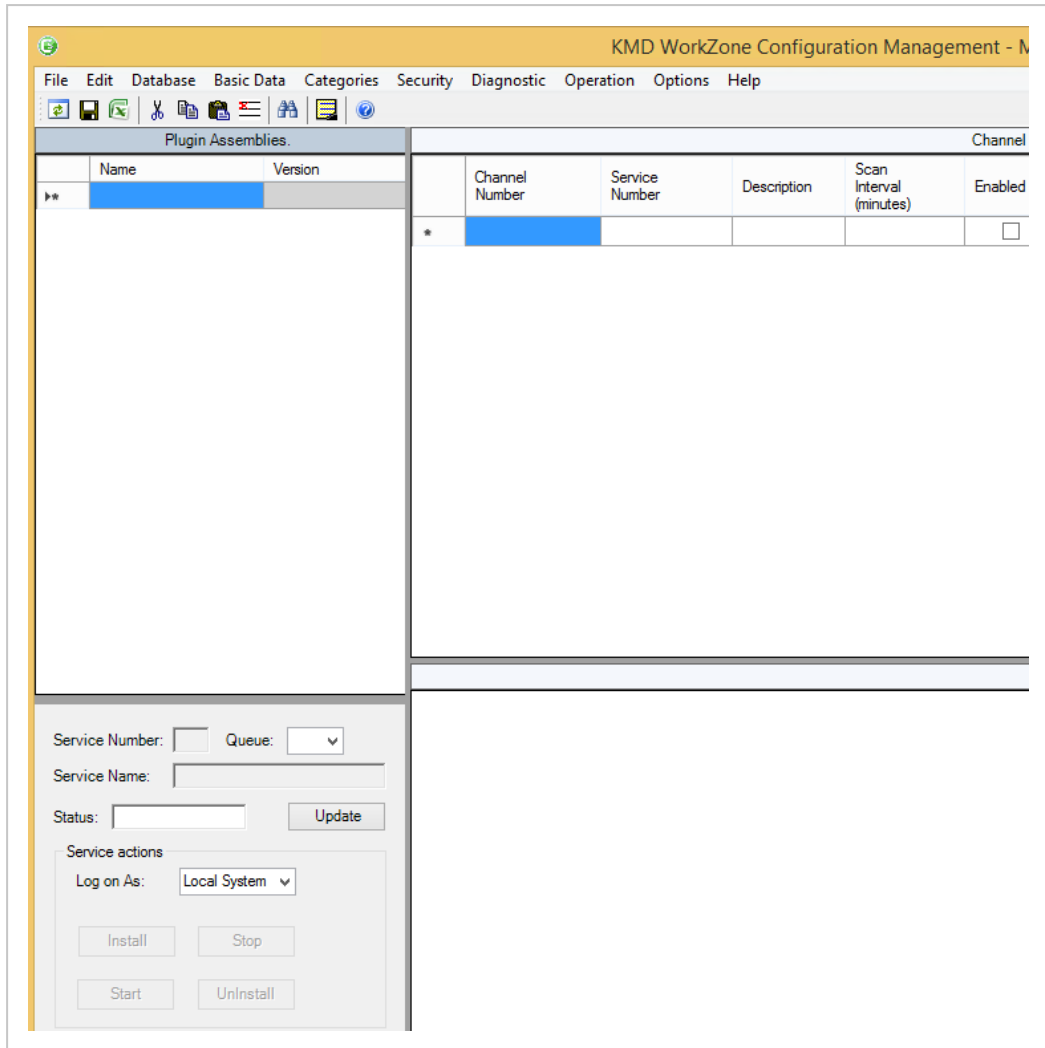 KMD WorkZone Configuration Management - M
File Edit Database Basic Data Categories Security Diagnostic Operation Options Help
Plugin Assemblies.
Name Version
Channel
Channel Number Service Number Description Scan Interval (minutes) Enabled
Service Number: Queue:
Service Name:
Status: Update
Service actions
Log on As: Local System
Install Stop
Start UnInstall